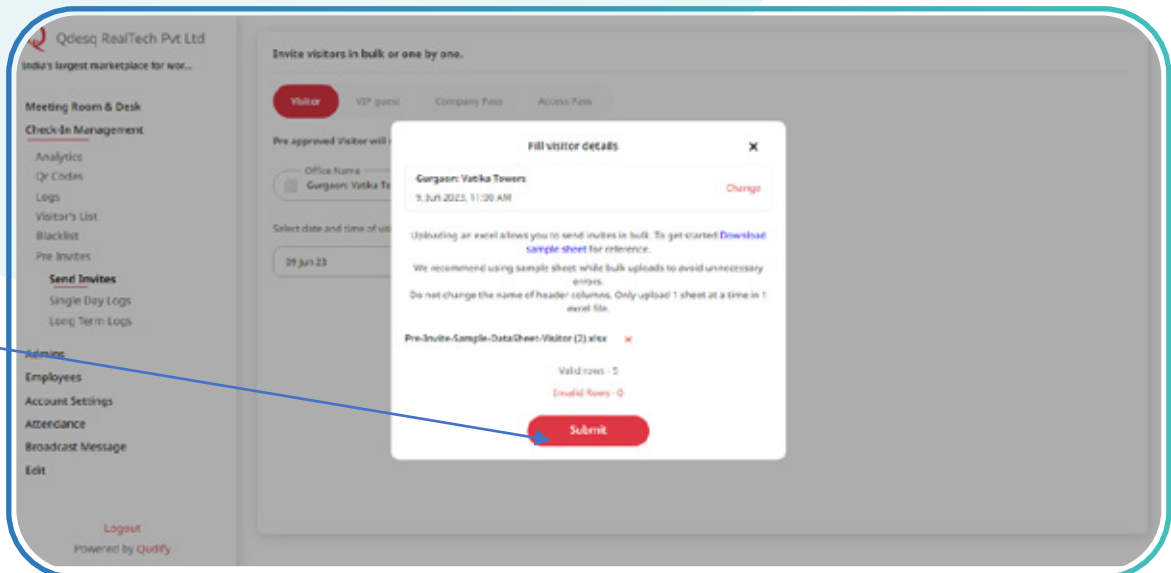 Qdesq RealTech Pvt Ltd
India's largest marketplace for wor...
Meeting Room & Desk
Check-In Management
Analytics
Qr Codes
Logs
Visitor's List
Blacklist
Pre Invites
Send Invites
Single Day Logs
Long Term Logs
Admins
Employees
Account Settings
Attendance
Broadcast Message
Edit
Logout
Powered by Qudify
Invite visitors in bulk or one by one.
Visitor VIP guest Company Pass Access Pass
Pre approved Visitor will
Office Name
Gurgaon: Vatika To
Select date and time of vis
09 Jun 23
Fill visitor details
Gurgaon: Vatika Towers
9, Jun 2023, 11:00 AM
Change
Uploading an excel allows you to send invites in bulk. To get started Download
sample sheet for reference.
We recommend using sample sheet while bulk uploads to avoid unnecessary
errors.
Do not change the name of header columns. Only upload 1 sheet at a time in 1
excel file.
Pre-Invite-Sample-DataSheet-Visitor (2).xlsx ×
Valid rows - 5
Invalid Rows - 0
Submit